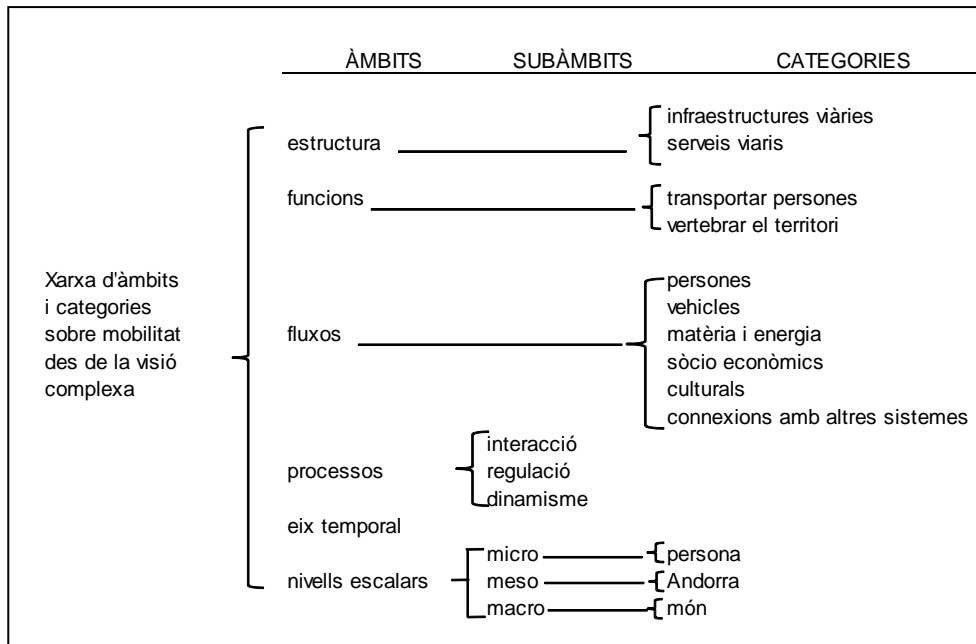 ÀMBITS SUBÀMBITS CATEGORIES
estructura
infraestructures viàries
serveis viaris
funcions
transportar persones
vertebrar el territori
Xarxa d'àmbits
i categories
sobre mobilitat
des de la visió
complexa
fluxos
persones
vehicles
matèria i energia
sòcio econòmics
culturals
connexions amb altres sistemes
processos
interacció
regulació
dinamisme
eix temporal
nivells escalars
micro persona
meso Andorra
macro món